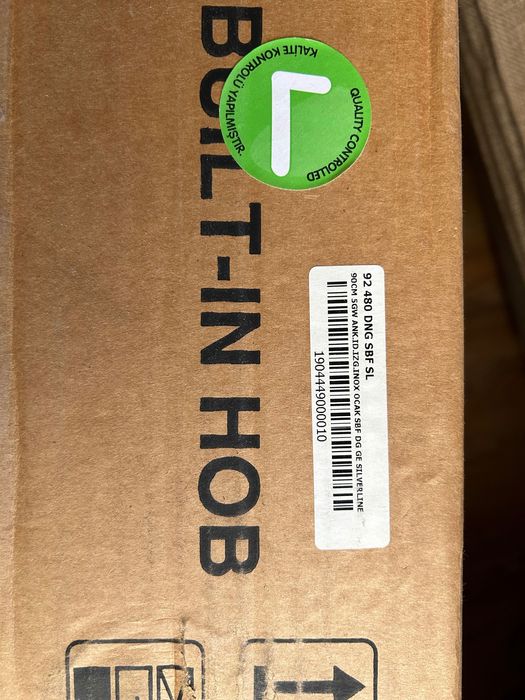 BUILT-IN HOB
KALİTE KONTROLÜ YAPILMIŞTIR.
QUALITY CONTROLLED
92 480 DNG SBF SL
90CM 5GW ANK.ID.IZG.INOX OCAK SBF DG GE SILVERLINE
1904449000010